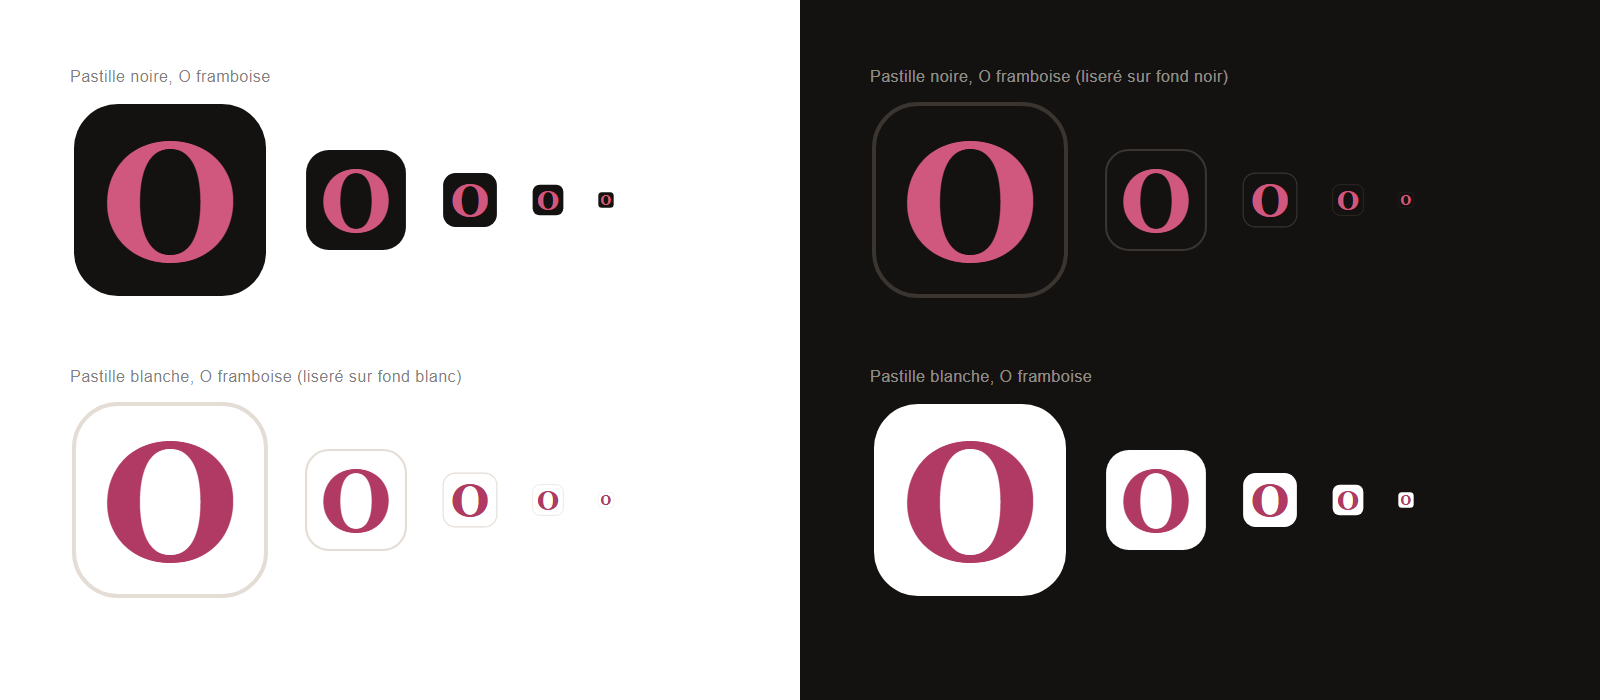 Pastille noire, O framboise
O O O O O
Pastille noire, O framboise (liseré sur fond noir)
O O O O O
Pastille blanche, O framboise (liseré sur fond blanc)
O O O O O
Pastille blanche, O framboise
O O O O O